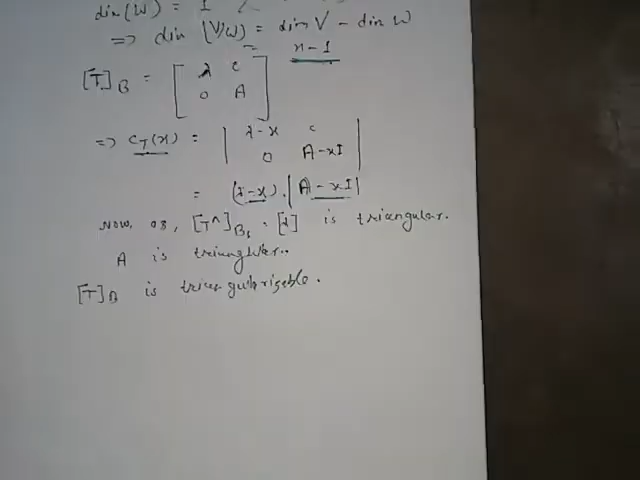 dim(W) = 1
=> dim (V/W) = dim V - dim W
n-1
[T]B = [ λ c
0 A ]
=> CT(x) = | λ-x c
0 A-xI |
= (λ-x).|A-xI|
Now, as, [T^]B1 = [λ] is triangular.
A is triangular.
[T]B is triangularisable.